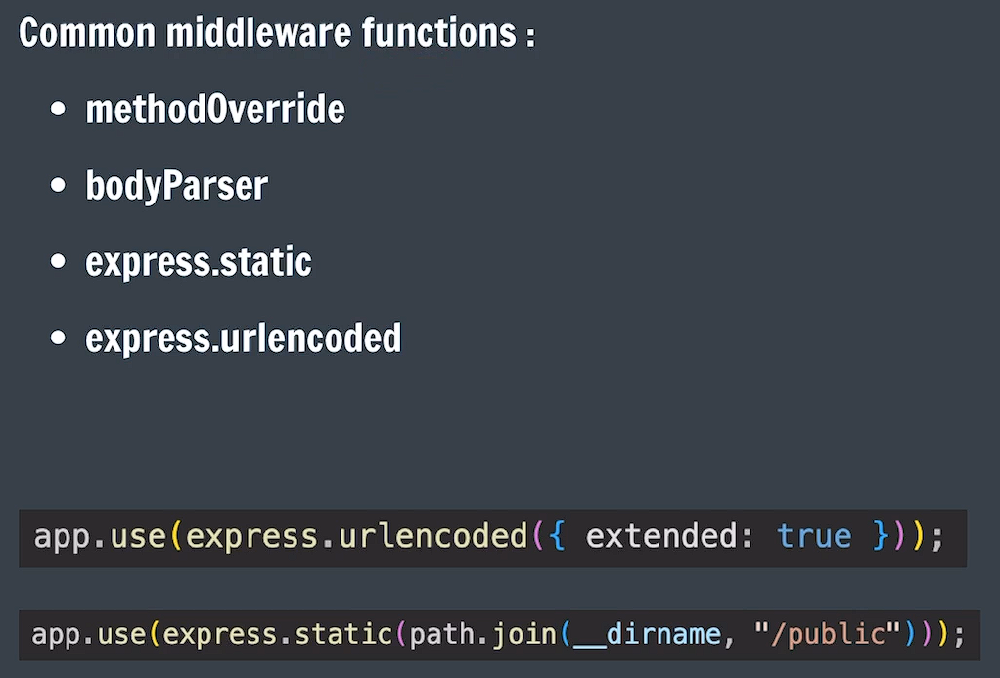 Common middleware functions :
• methodOverride
• bodyParser
• express.static
• express.urlencoded
app.use(express.urlencoded({ extended: true }));
app.use(express.static(path.join(__dirname, "/public")));